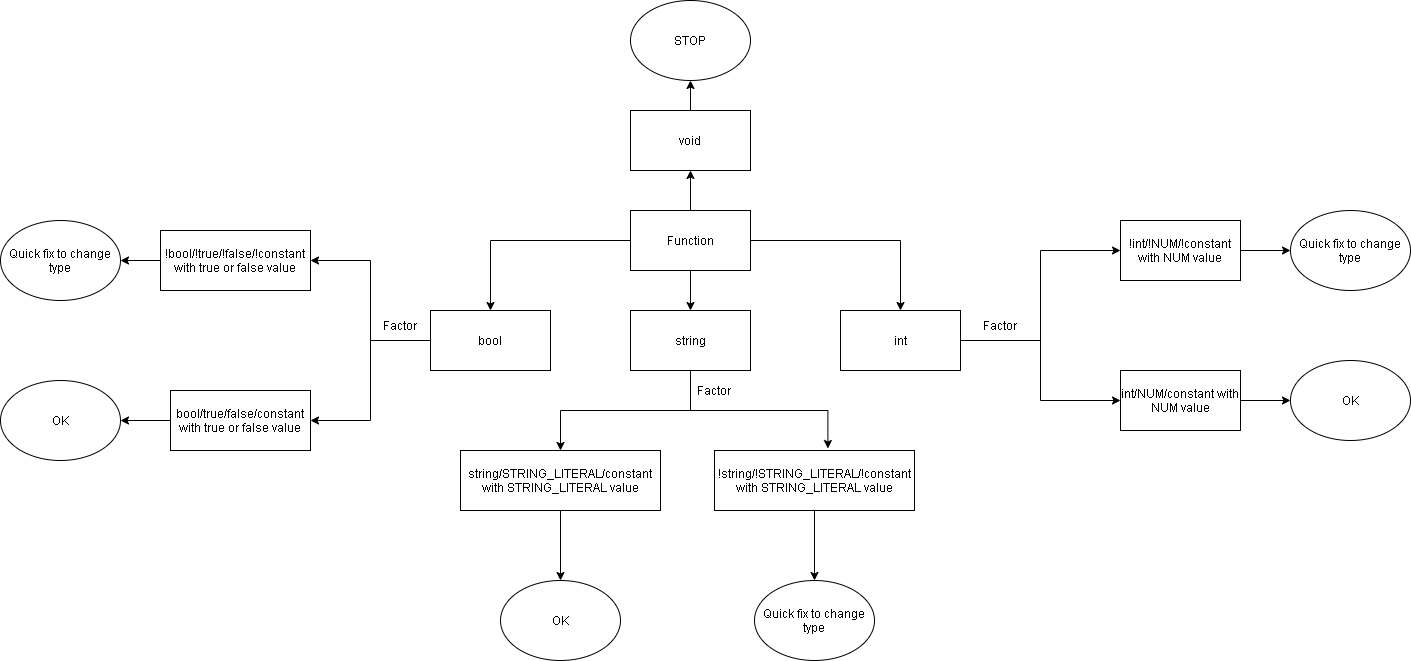 STOP
void
Function
Quick fix to change
type
!bool/!true/!false/!constant
with true or false value
!int/!NUM/!constant
with NUM value
Quick fix to change
type
Factor
bool
string
int
Factor
Factor
OK
bool/true/false/constant
with true or false value
int/NUM/constant with
NUM value
OK
string/STRING_LITERAL/constant
with STRING_LITERAL value
!string/!STRING_LITERAL/!constant
with STRING_LITERAL value
OK
Quick fix to change
type